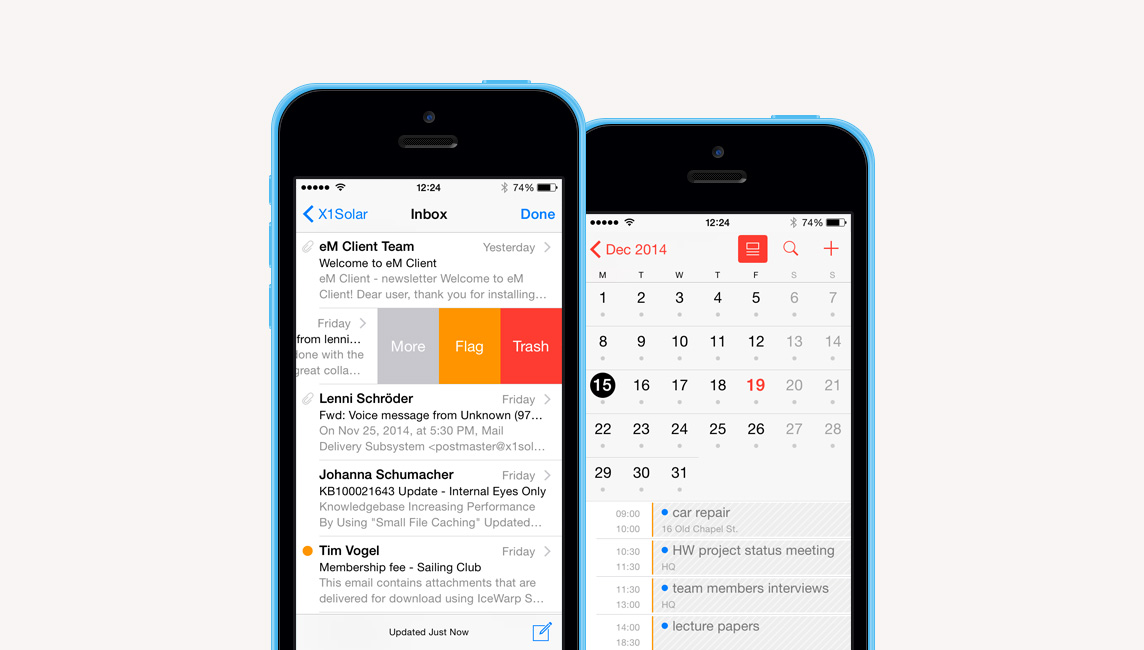 12:24 74%
X1Solar Inbox Done
eM Client Team Yesterday
Welcome to eM Client
eM Client - newsletter Welcome to eM
Client! Dear user, thank you for installing…
Friday
from lenni…
done with the
great colla…
More Flag Trash
Lenni Schröder Friday
Fwd: Voice message from Unknown (97…
On Nov 25, 2014, at 5:30 PM, Mail
Delivery Subsystem <postmaster@x1sol…
Johanna Schumacher Friday
KB100021643 Update - Internal Eyes Only
Knowledgebase Increasing Performance
By Using "Small File Caching" Updated…
Tim Vogel Friday
Membership fee - Sailing Club
This email contains attachments that are
delivered for download using IceWarp S…
Updated Just Now
12:24 74%
Dec 2014
M T W T F S S
1 2 3 4 5 6 7
8 9 10 11 12 13 14
15 16 17 18 19 20 21
22 23 24 25 26 27 28
29 30 31
09:00 car repair
10:00 16 Old Chapel St.
10:30 HW project status meeting
11:30 HQ
11:30 team members interviews
13:00 HQ
14:00 lecture papers
18:30